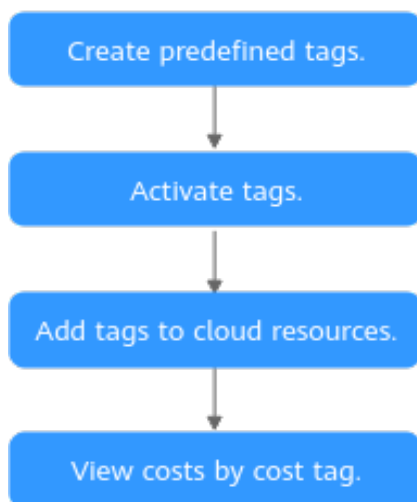 Create predefined tags.
Activate tags.
Add tags to cloud resources.
View costs by cost tag.